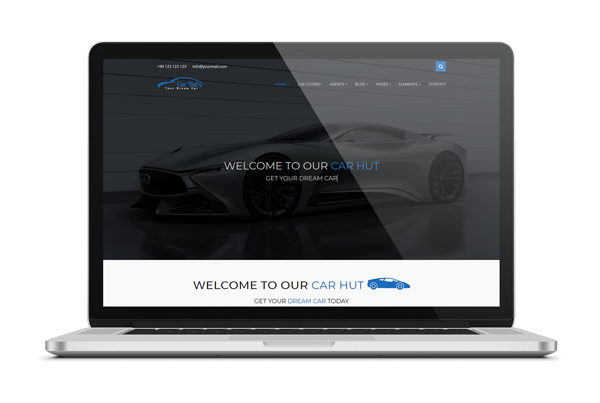 +99 123 123 123 info@yourmail.com
Car Hut
Your Dream Car
HOME CAR LISTING AGENTS BLOG PAGES ELEMENTS CONTACT
WELCOME TO OUR CAR HUT
GET YOUR DREAM CAR
WELCOME TO OUR CAR HUT
GET YOUR DREAM CAR TODAY